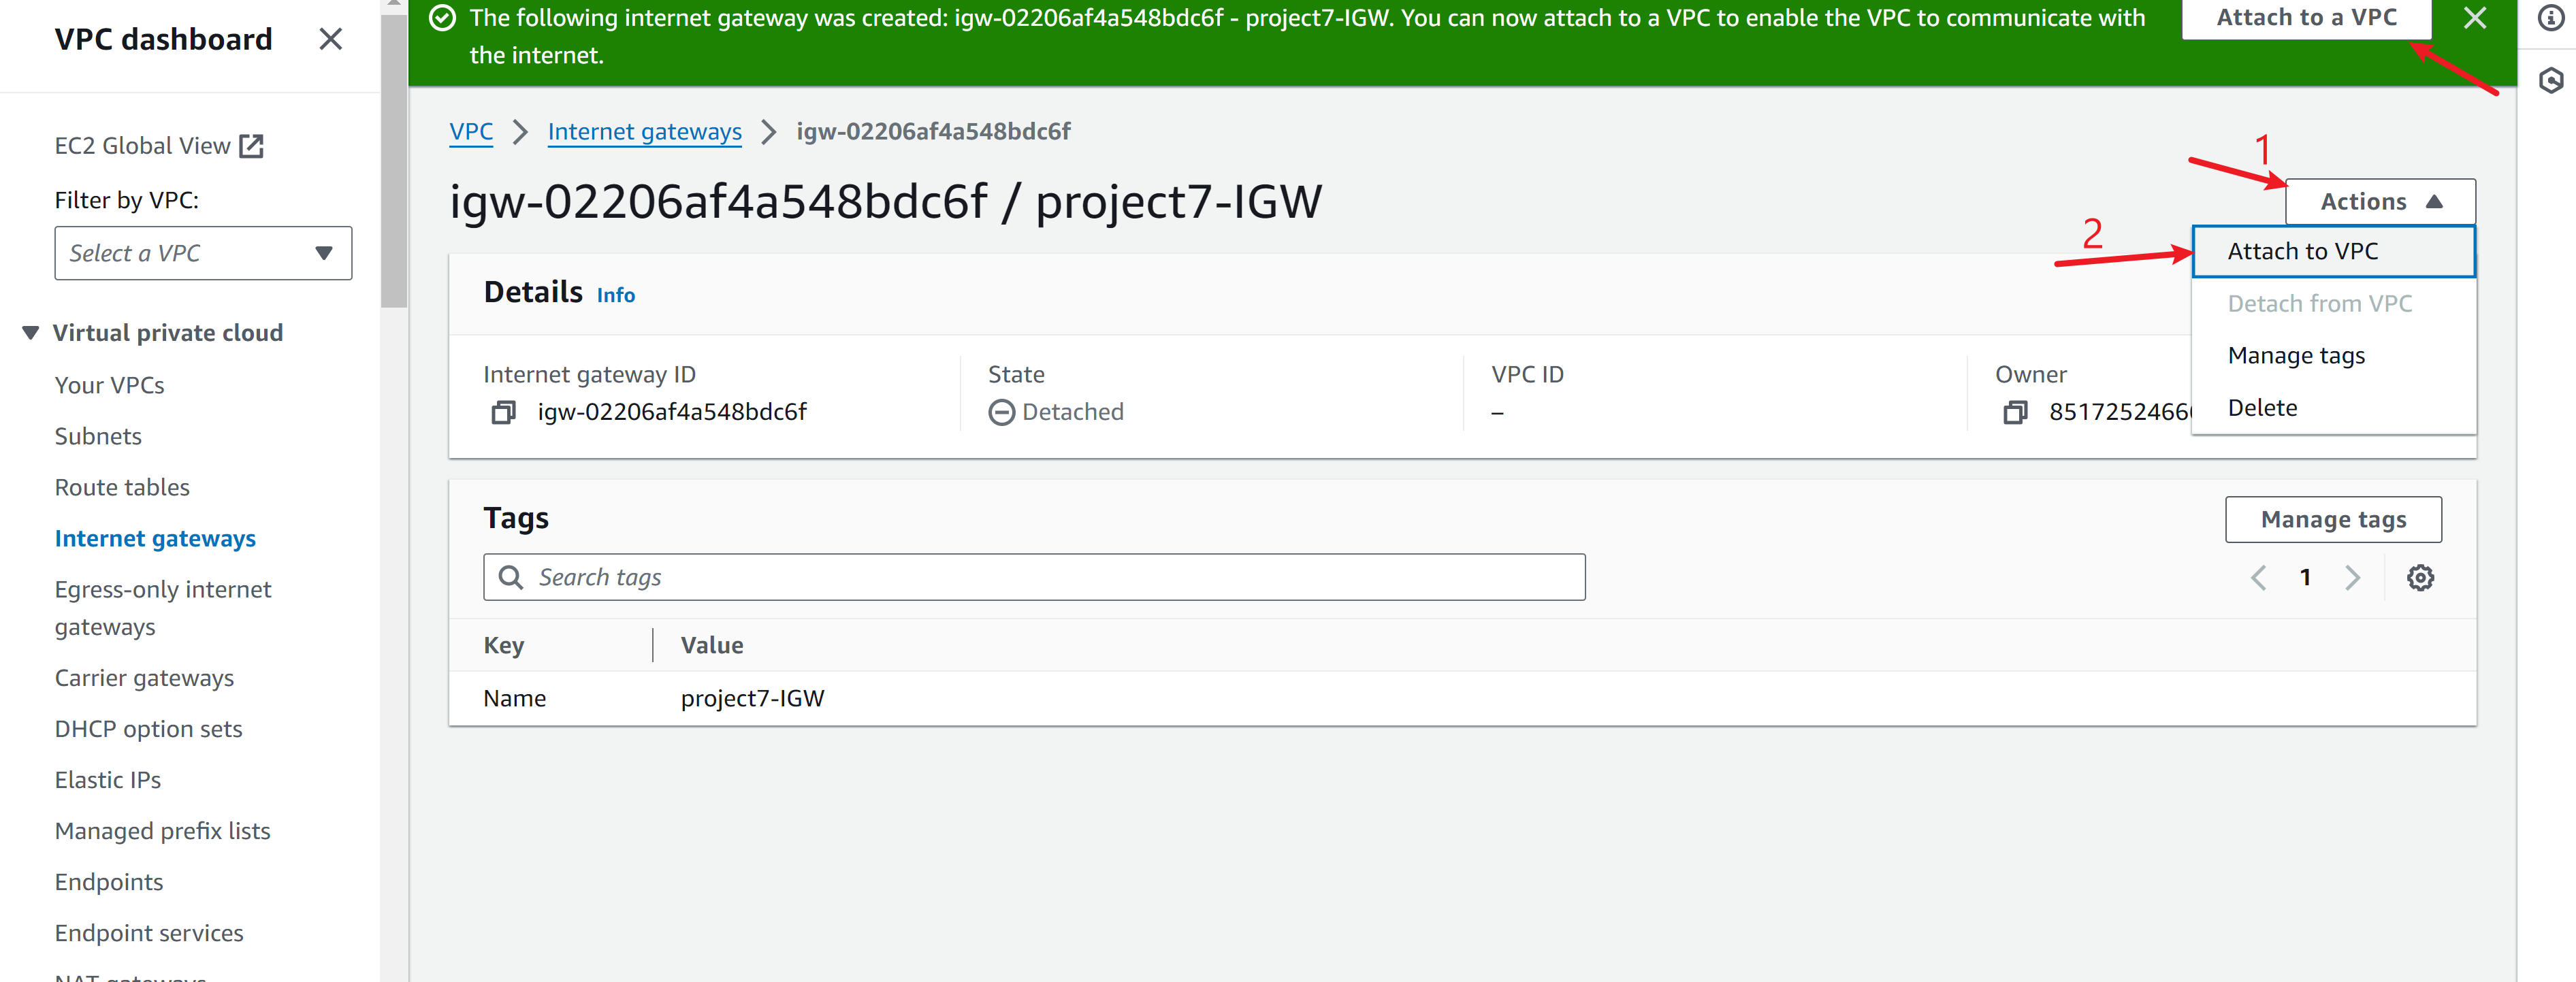 VPC dashboard
EC2 Global View
Filter by VPC:
Select a VPC
Virtual private cloud
Your VPCs
Subnets
Route tables
Internet gateways
Egress-only internet
gateways
Carrier gateways
DHCP option sets
Elastic IPs
Managed prefix lists
Endpoints
Endpoint services
NAT gateways
The following internet gateway was created: igw-02206af4a548bdc6f - project7-IGW. You can now attach to a VPC to enable the VPC to communicate with
the internet.
Attach to a VPC
VPC > Internet gateways > igw-02206af4a548bdc6f
igw-02206af4a548bdc6f / project7-IGW
1
Actions
2
Attach to VPC
Detach from VPC
Manage tags
Delete
Details Info
Internet gateway ID
igw-02206af4a548bdc6f
State
Detached
VPC ID
–
Owner
Tags
Manage tags
Search tags
1
Key Value
Name project7-IGW